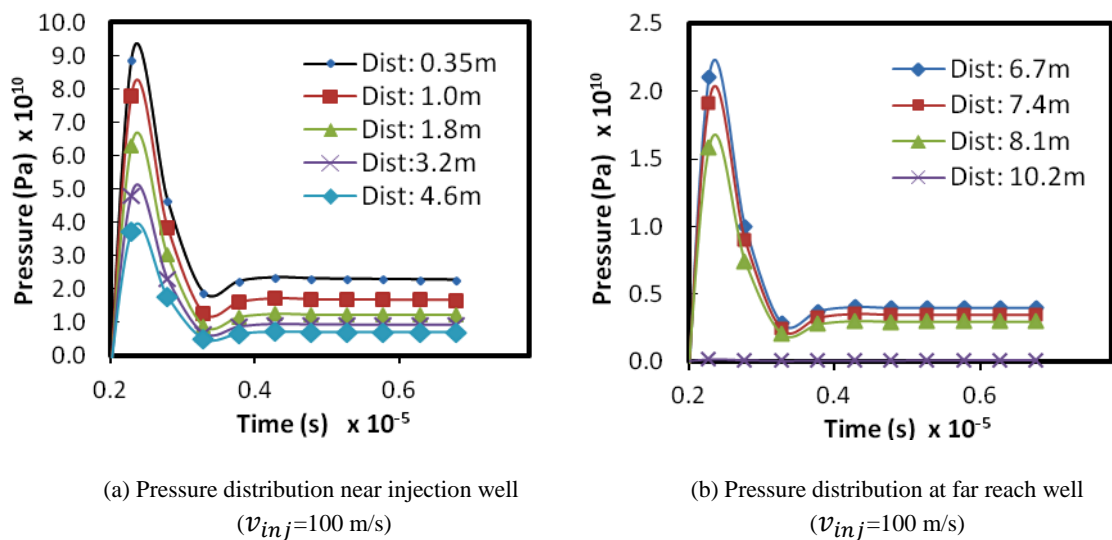 10.0
9.0
8.0
7.0
6.0
5.0
4.0
3.0
2.0
1.0
0.0
Pressure (Pa) x 10¹⁰
Dist: 0.35m
Dist: 1.0m
Dist: 1.8m
Dist:3.2m
Dist: 4.6m
0.2
0.4
0.6
Time (s) x 10⁻⁵
(a) Pressure distribution near injection well
(v_inj=100 m/s)
2.5
2.0
1.5
1.0
0.5
0.0
Pressure (Pa) x 10¹⁰
Dist: 6.7m
Dist: 7.4m
Dist: 8.1m
Dist: 10.2m
0.2
0.4
0.6
Time (s) x 10⁻⁵
(b) Pressure distribution at far reach well
(v_inj=100 m/s)